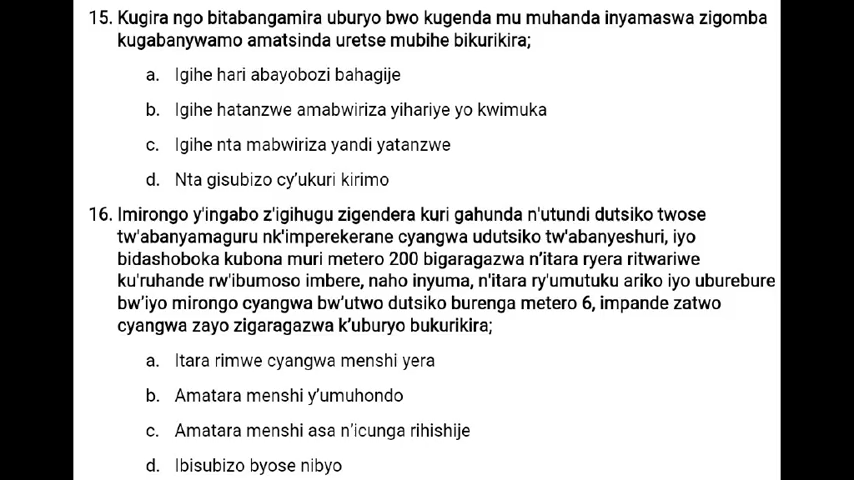 15. Kugira ngo bitabangamira uburyo bwo kugenda mu muhanda inyamaswa zigomba
kugabanywamo amatsinda uretse mubihe bikurikira;
a. Igihe hari abayobozi bahagije
b. Igihe hatanzwe amabwiriza yihariye yo kwimuka
c. Igihe nta mabwiriza yandi yatanzwe
d. Nta gisubizo cy'ukuri kirimo
16. Imirongo y'ingabo z'igihugu zigendera kuri gahunda n'utundi dutsiko twose
tw'abanyamaguru nk'imperekerane cyangwa udutsiko tw'abanyeshuri, iyo
bidashoboka kubona muri metero 200 bigaragazwa n'itara ryera ritwariwe
ku'ruhande rw'ibumoso imbere, naho inyuma, n'itara ry'umutuku ariko iyo uburebure
bw'iyo mirongo cyangwa bw'utwo dutsiko burenga metero 6, impande zatwo
cyangwa zayo zigaragazwa k'uburyo bukurikira;
a. Itara rimwe cyangwa menshi yera
b. Amatara menshi y'umuhondo
c. Amatara menshi asa n'icunga rihishije
d. Ibisubizo byose nibyo